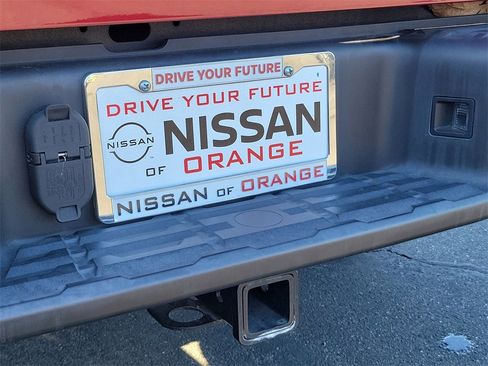 DRIVE YOUR FUTURE
DRIVE YOUR FUTURE
NISSAN NISSAN
OF ORANGE
NISSAN OF ORANGE